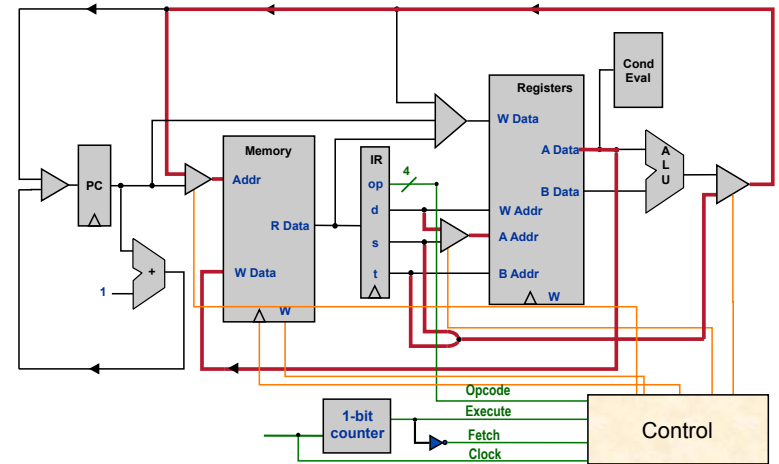 Cond
Eval
Registers
W Data
A Data
B Data
W Addr
A Addr
B Addr
W
A
L
U
Memory
Addr
R Data
W Data
W
IR
op
d
s
t
4
PC
+
1
Opcode
Execute
Fetch
Clock
1-bit
counter
Control